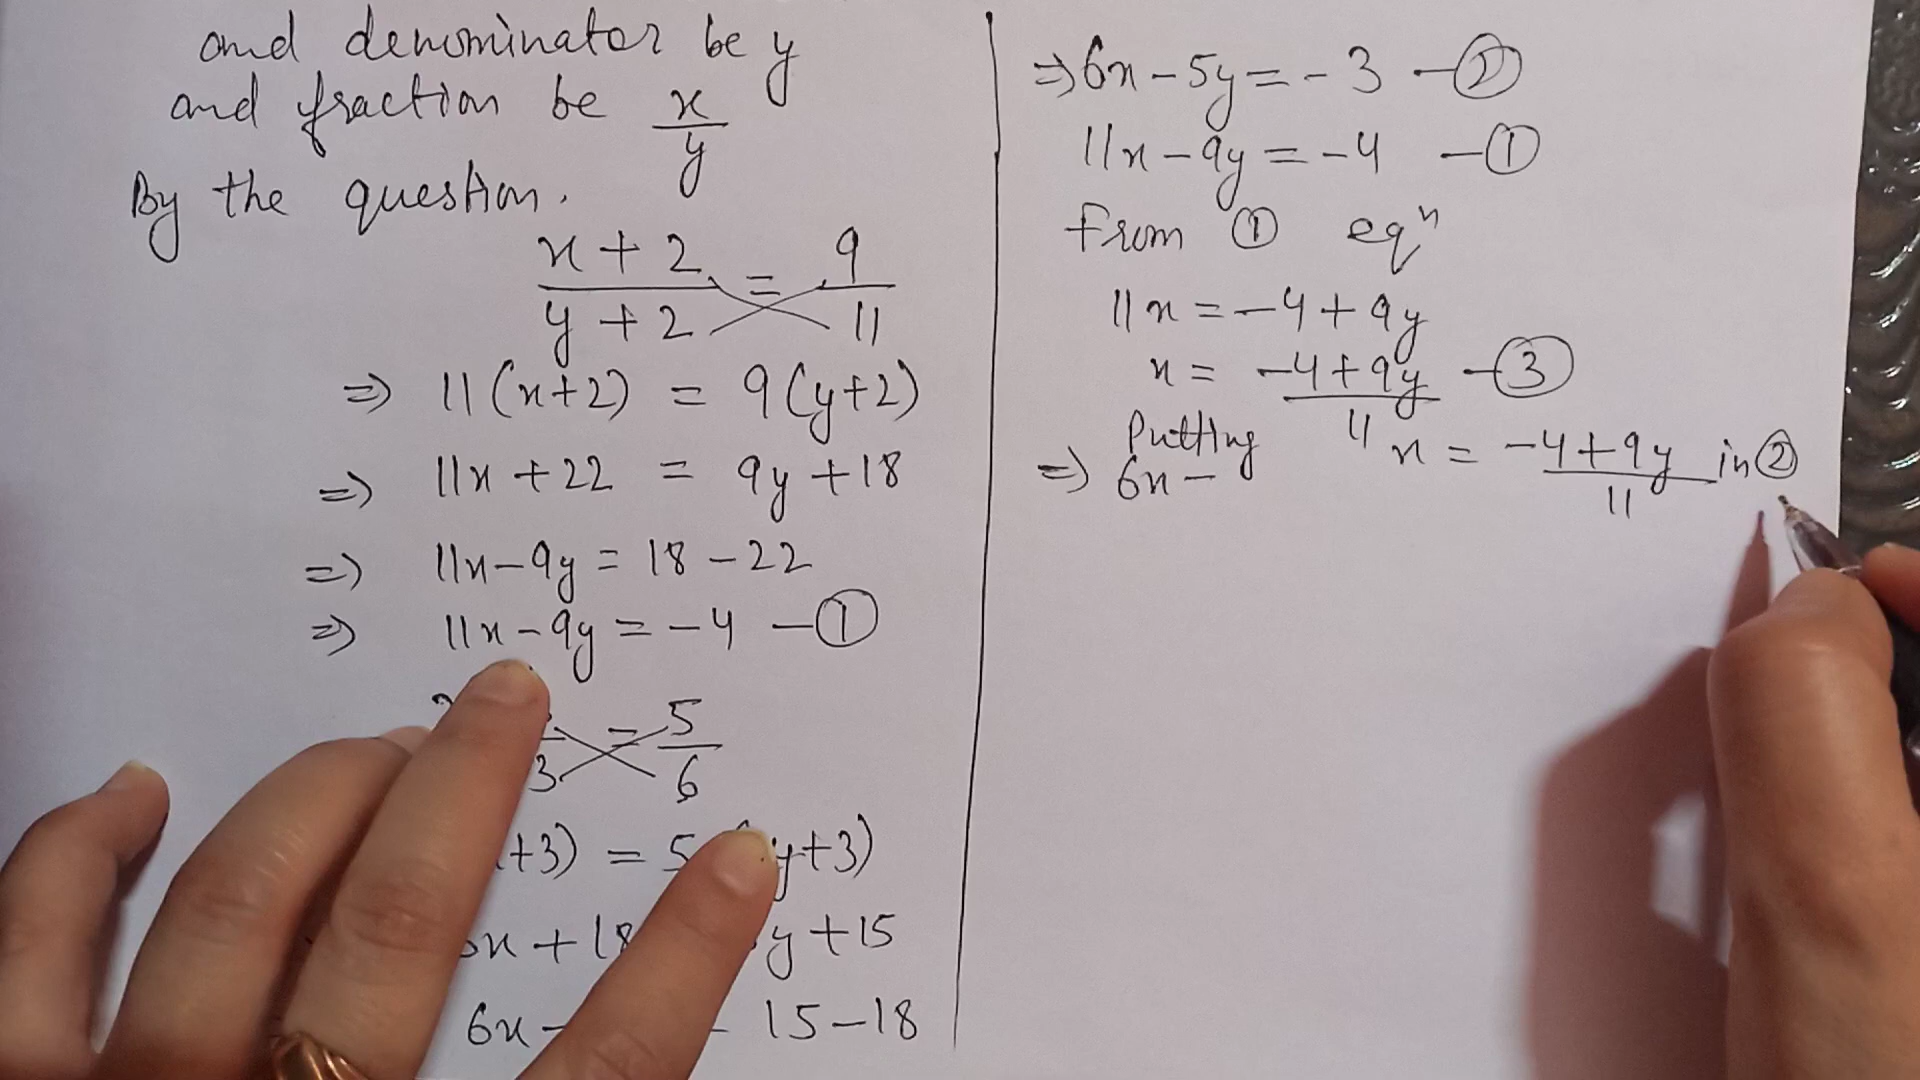 and denominator be y
and fraction be x/y
By the question.
x + 2 / y + 2 = 9 / 11
⇒ 11(x+2) = 9(y+2)
⇒ 11x + 22 = 9y + 18
⇒ 11x - 9y = 18 - 22
⇒ 11x - 9y = -4 - ①
3 = 5 / 6
+3) = 5 y+3)
x + 18 y + 15
6x - 15 - 18
⇒ 6x - 5y = -3 - ②
11x - 9y = -4 - ①
From ① eqⁿ
11x = -4 + 9y
x = -4+9y / 11 - ③
Putting x = -4+9y / 11 in ②
⇒ 6x -